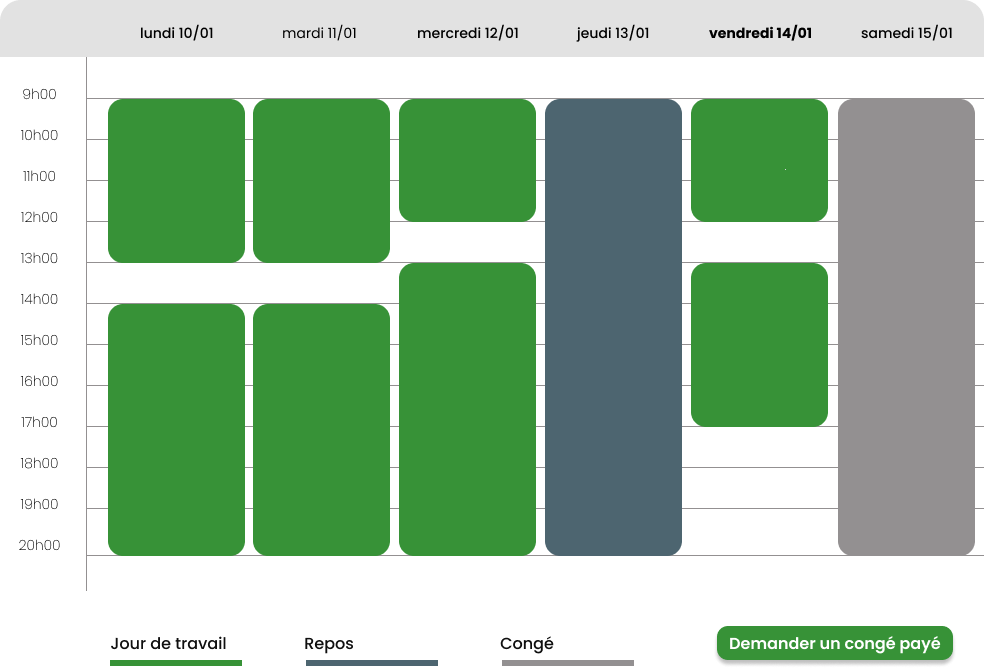 lundi 10/01 mardi 11/01 mercredi 12/01 jeudi 13/01 vendredi 14/01 samedi 15/01
9h00
10h00
11h00
12h00
13h00
14h00
15h00
16h00
17h00
18h00
19h00
20h00
Jour de travail Repos Congé Demander un congé payé